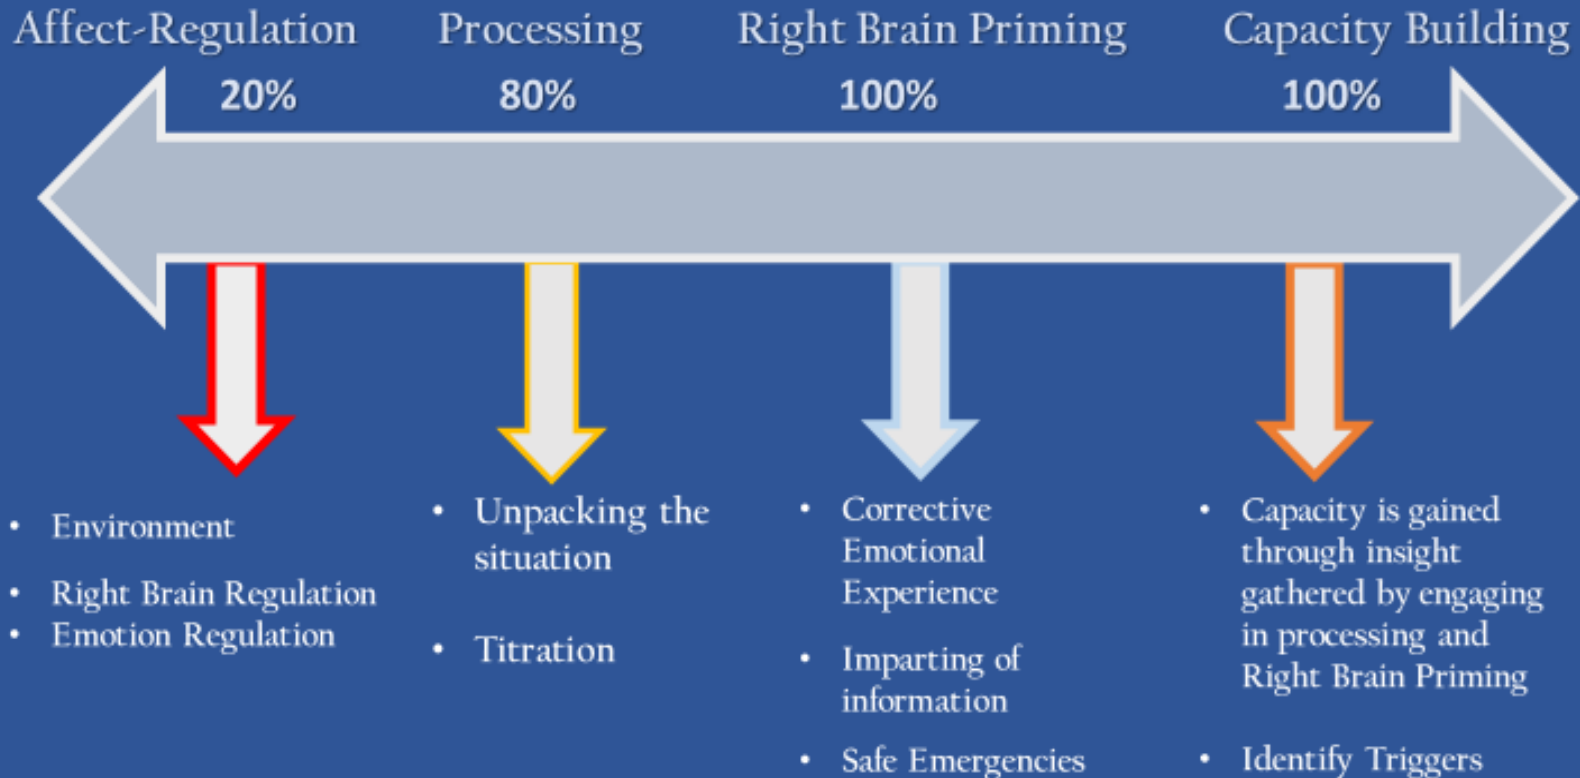 Affect-Regulation
20%
Processing
80%
Right Brain Priming
100%
Capacity Building
100%
• Environment
• Right Brain Regulation
• Emotion Regulation
• Unpacking the
situation
• Titration
• Corrective
Emotional
Experience
• Imparting of
information
• Safe Emergencies
• Capacity is gained
through insight
gathered by engaging
in processing and
Right Brain Priming
• Identify Triggers